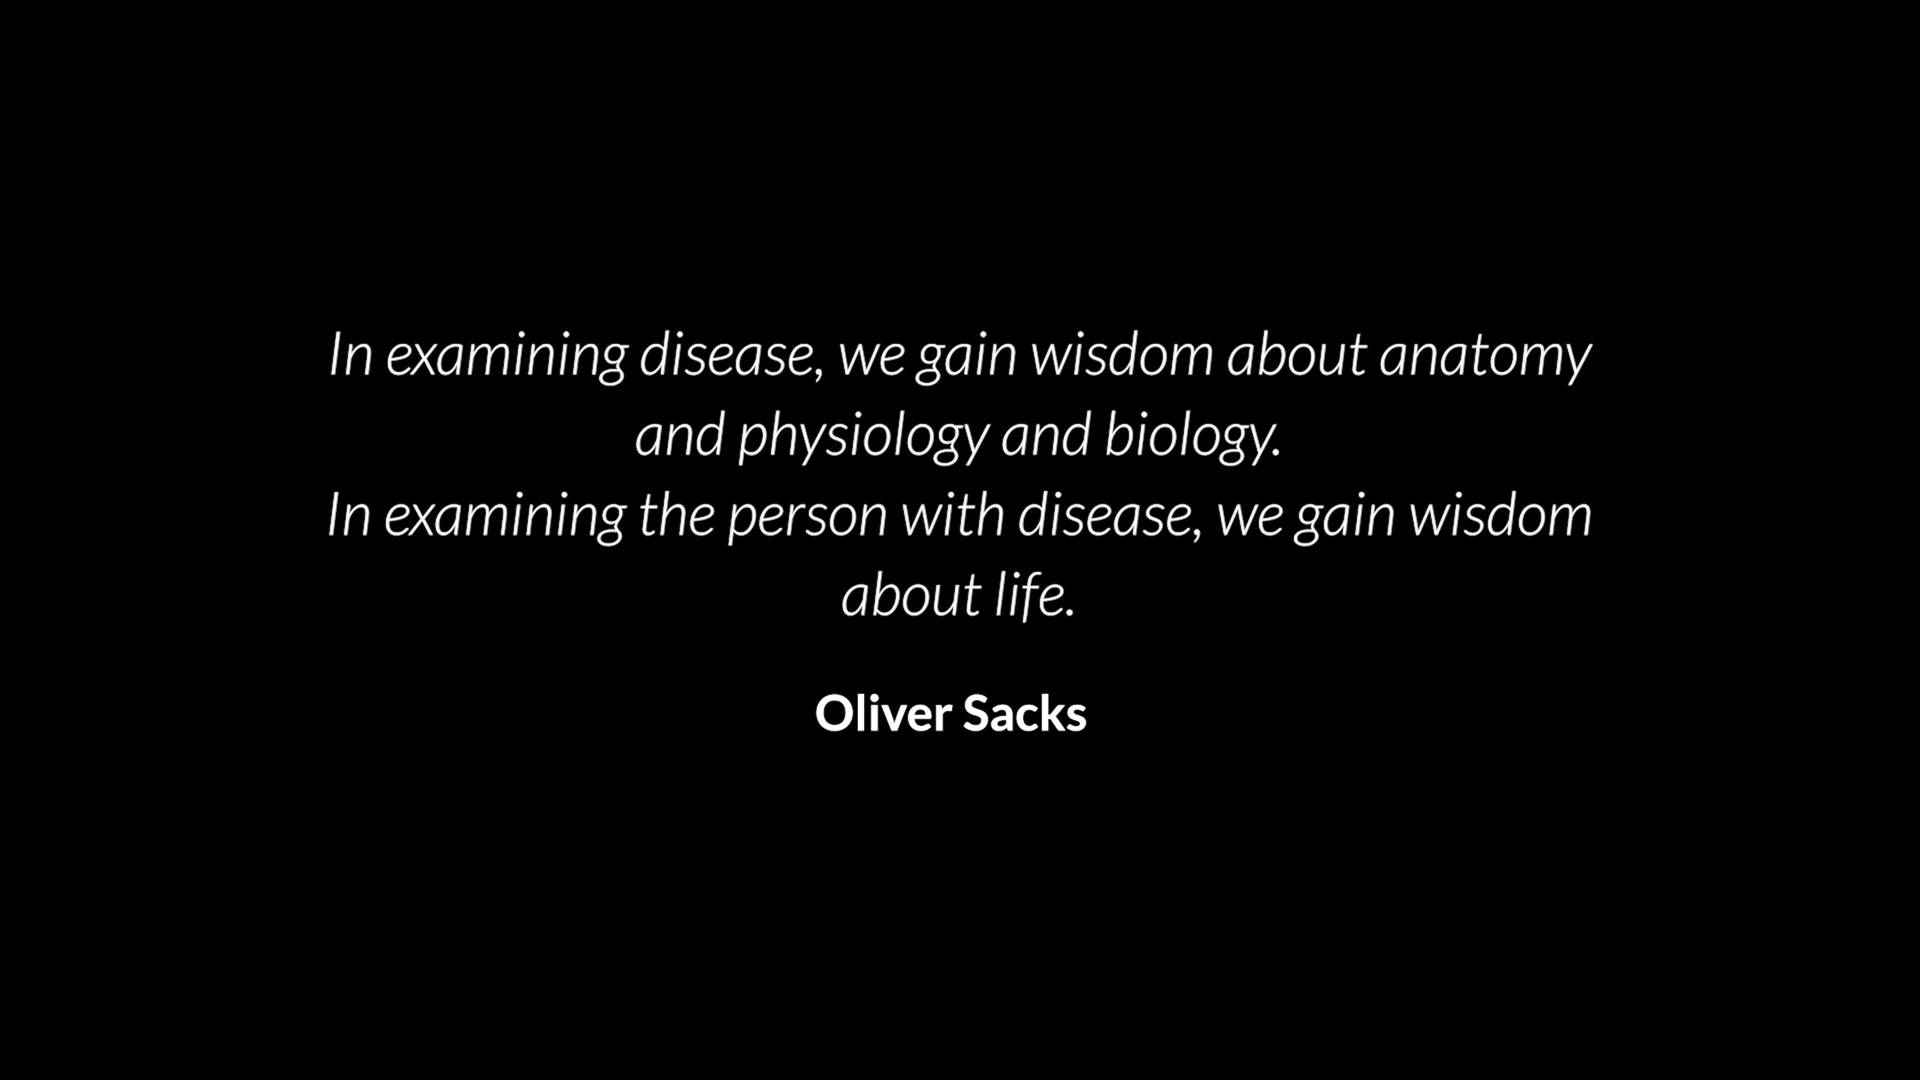 In examining disease, we gain wisdom about anatomy
and physiology and biology.
In examining the person with disease, we gain wisdom
about life.
Oliver Sacks